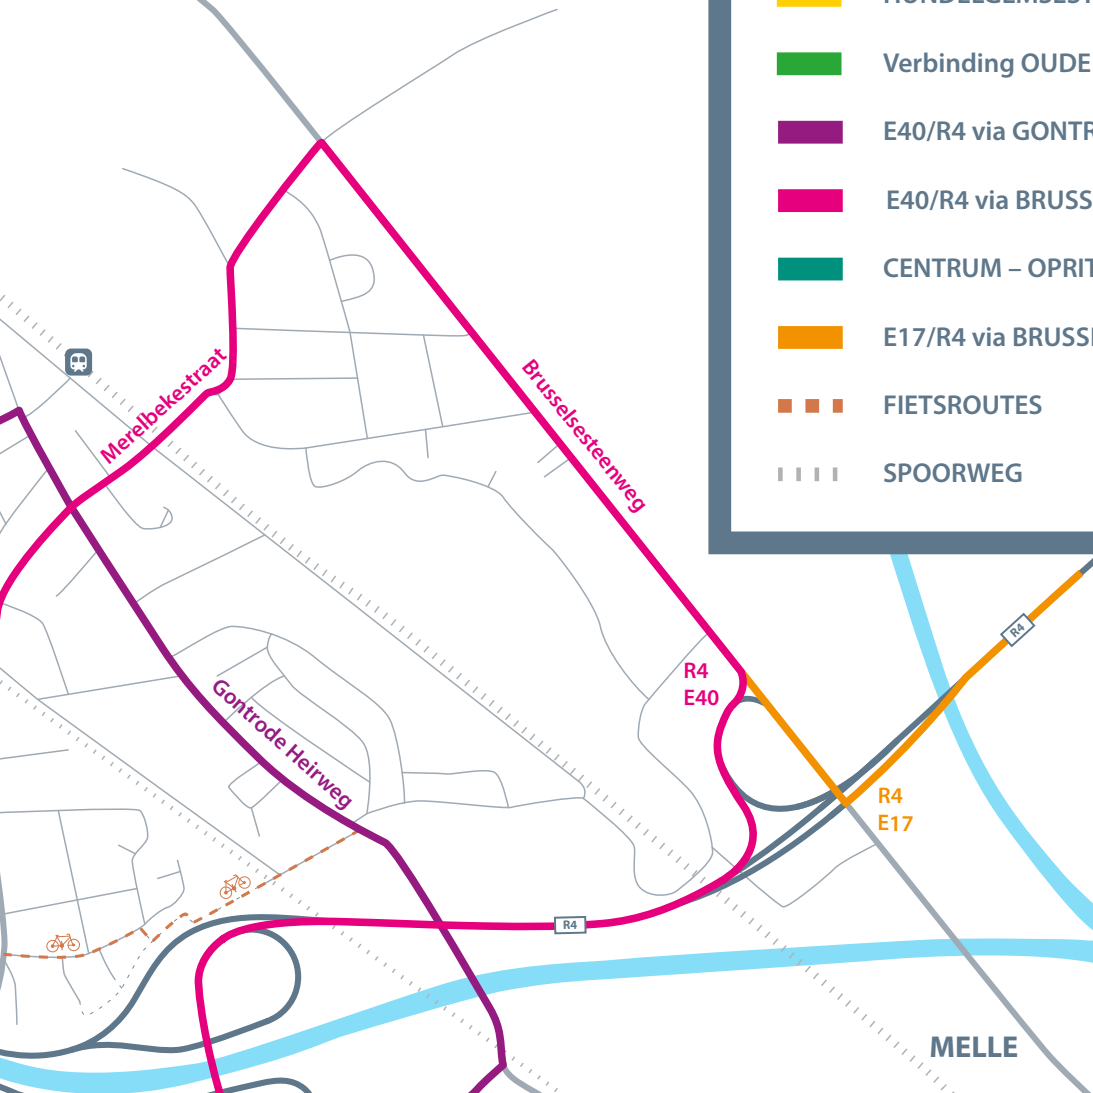 Verbinding OUDE
E40/R4 via GONTR
E40/R4 via BRUSS
CENTRUM – OPRIT
E17/R4 via BRUSS
FIETSROUTES
SPOORWEG
Merelbekestraat
Brusselsesteenweg
R4
R4
E40
Gontrode Heirweg
R4
E17
R4
MELLE